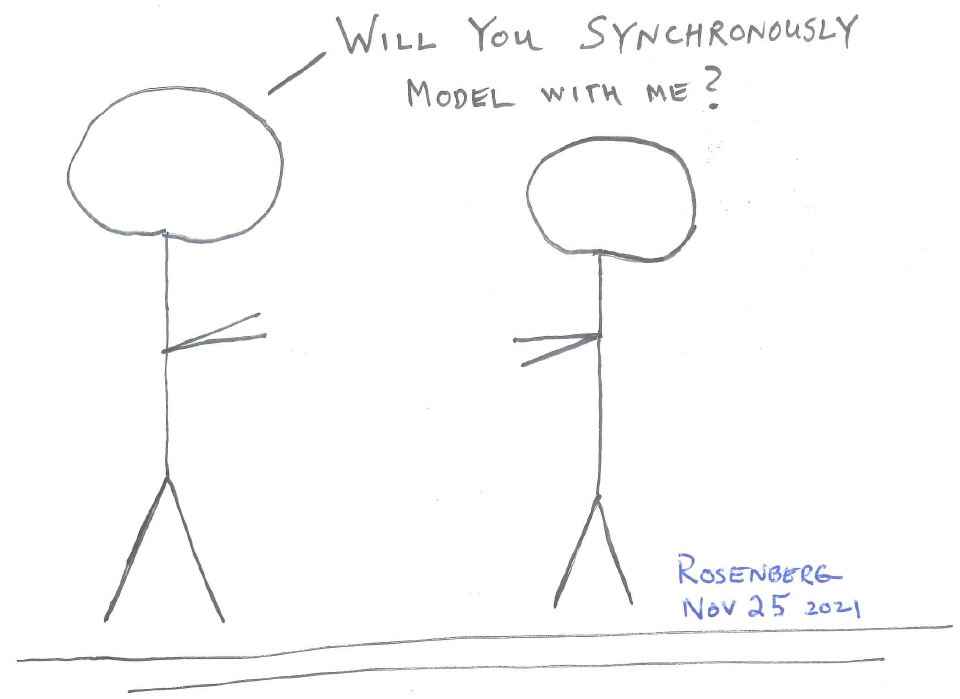 WILL YOU SYNCHRONOUSLY
MODEL WITH ME?
ROSENBERG
NOV 25 2021